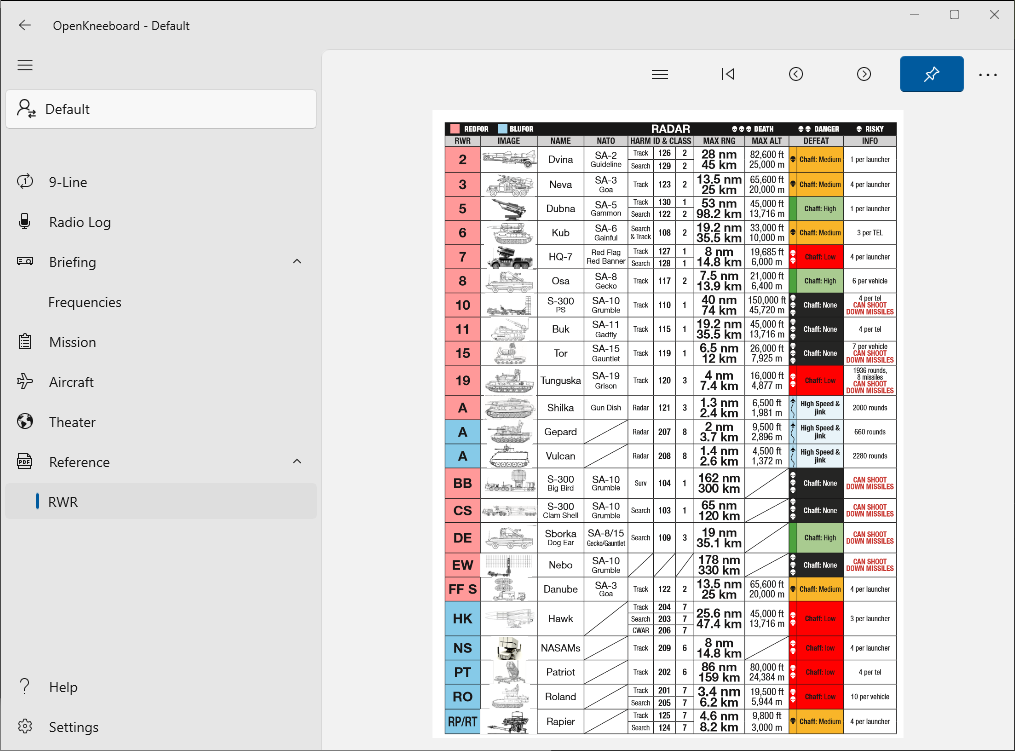 OpenKneeboard - Default
Default
9-Line
Radio Log
Briefing
Frequencies
Mission
Aircraft
Theater
Reference
RWR
Help
Settings
REDFOR BLUFOR RADAR DEATH DANGER RISKY
RWR IMAGE NAME NATO HARM ID & CLASS MAX RNG MAX ALT DEFEAT INFO
2 Dvina SA-2 Guideline Track 126 2 Search 129 2 28 nm 45 km 82,600 ft 25,000 m Chaff: Medium 1 per launcher
3 Neva SA-3 Goa Track 123 2 13.5 nm 25 km 65,600 ft 20,000 m Chaff: Medium 4 per launcher
5 Dubna SA-5 Gammon Track 130 1 Search 122 2 53 nm 98.2 km 45,000 ft 13,716 m Chaff: High 1 per launcher
6 Kub SA-6 Gainful Search & Track 108 2 19.2 nm 35.5 km 33,000 ft 10,000 m Chaff: Medium 3 per TEL
7 HQ-7 Red Flag Red Banner Track 127 1 Search 128 1 8 nm 14.8 km 19,685 ft 6,000 m Chaff: Low 4 per launcher
8 Osa SA-8 Gecko Track 117 2 7.5 nm 13.9 km 21,000 ft 6,400 m Chaff: High 6 per vehicle
10 S-300 PS SA-10 Grumble Track 110 1 40 nm 74 km 150,000 ft 45,720 m Chaff: None 4 per tel CAN SHOOT DOWN MISSILES
11 Buk SA-11 Gadfly Track 115 1 19.2 nm 35.5 km 45,000 ft 13,716 m Chaff: None 4 per tel
15 Tor SA-15 Gauntlet Track 119 1 6.5 nm 12 km 26,000 ft 7,925 m Chaff: None 7 per vehicle CAN SHOOT DOWN MISSILES
19 Tunguska SA-19 Grison Track 120 3 4 nm 7.4 km 16,000 ft 4,877 m Chaff: Low 1936 rounds, 8 missiles CAN SHOOT DOWN MISSILES
A Shilka Gun Dish Radar 121 3 1.3 nm 2.4 km 6,500 ft 1,981 m High Speed & jink 2000 rounds
A Gepard Radar 207 8 2 nm 3.7 km 9,500 ft 2,896 m High Speed & jink 660 rounds
A Vulcan Radar 208 8 1.4 nm 2.6 km 4,500 ft 1,372 m High Speed & jink 2280 rounds
BB S-300 Big Bird SA-10 Grumble Surv 104 1 162 nm 300 km Chaff: None CAN SHOOT DOWN MISSILES
CS S-300 Clam Shell SA-10 Grumble Search 103 1 65 nm 120 km Chaff: None CAN SHOOT DOWN MISSILES
DE Sborka Dog Ear SA-8/15 Gecko/Gauntlet Search 109 3 19 nm 35.1 km Chaff: High CAN SHOOT DOWN MISSILES
EW Nebo SA-10 Grumble 178 nm 330 km Chaff: None CAN SHOOT DOWN MISSILES
FF S Danube SA-3 Goa Track 122 2 13.5 nm 25 km 65,600 ft 20,000 m Chaff: Medium 4 per launcher
HK Hawk Track 204 7 Search 203 7 CWAR 206 7 25.6 nm 47.4 km 45,000 ft 13,716 m Chaff: Low 3 per launcher
NS NASAMs Track 209 6 8 nm 14.8 km Chaff: low 4 per launcher
PT Patriot Track 202 6 86 nm 159 km 80,000 ft 24,384 m Chaff: low 4 per tel
RO Roland Track 201 7 Search 205 7 3.4 nm 6.2 km 19,500 ft 5,944 m Chaff: Low 10 per vehicle
RP/RT Rapier Track 125 7 Search 124 7 4.6 nm 8.2 km 9,800 ft 3,000 m Chaff: Medium 4 per launcher